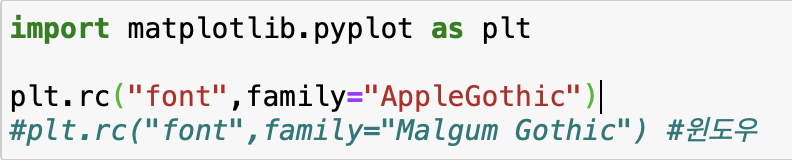 import matplotlib.pyplot as plt
plt.rc("font",family="AppleGothic")
#plt.rc("font",family="Malgum Gothic") #윈도우